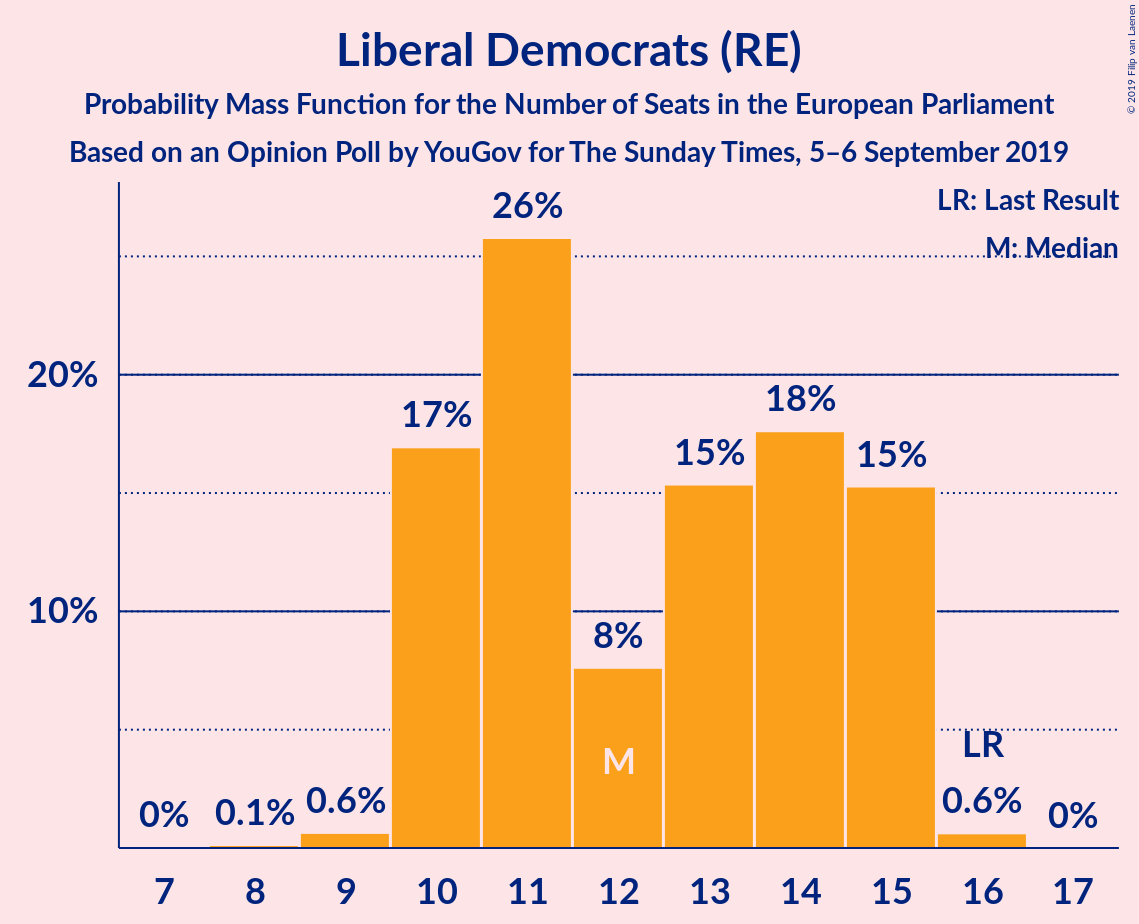 Liberal Democrats (RE)
Probability Mass Function for the Number of Seats in the European Parliament
Based on an Opinion Poll by YouGov for The Sunday Times, 5–6 September 2019
© 2019 Filip van Laenen
LR: Last Result
M: Median
20%
10%
0%
0.1%
0.6%
17%
26%
8%
15%
18%
15%
0.6%
0%
M
LR
7 8 9 10 11 12 13 14 15 16 17